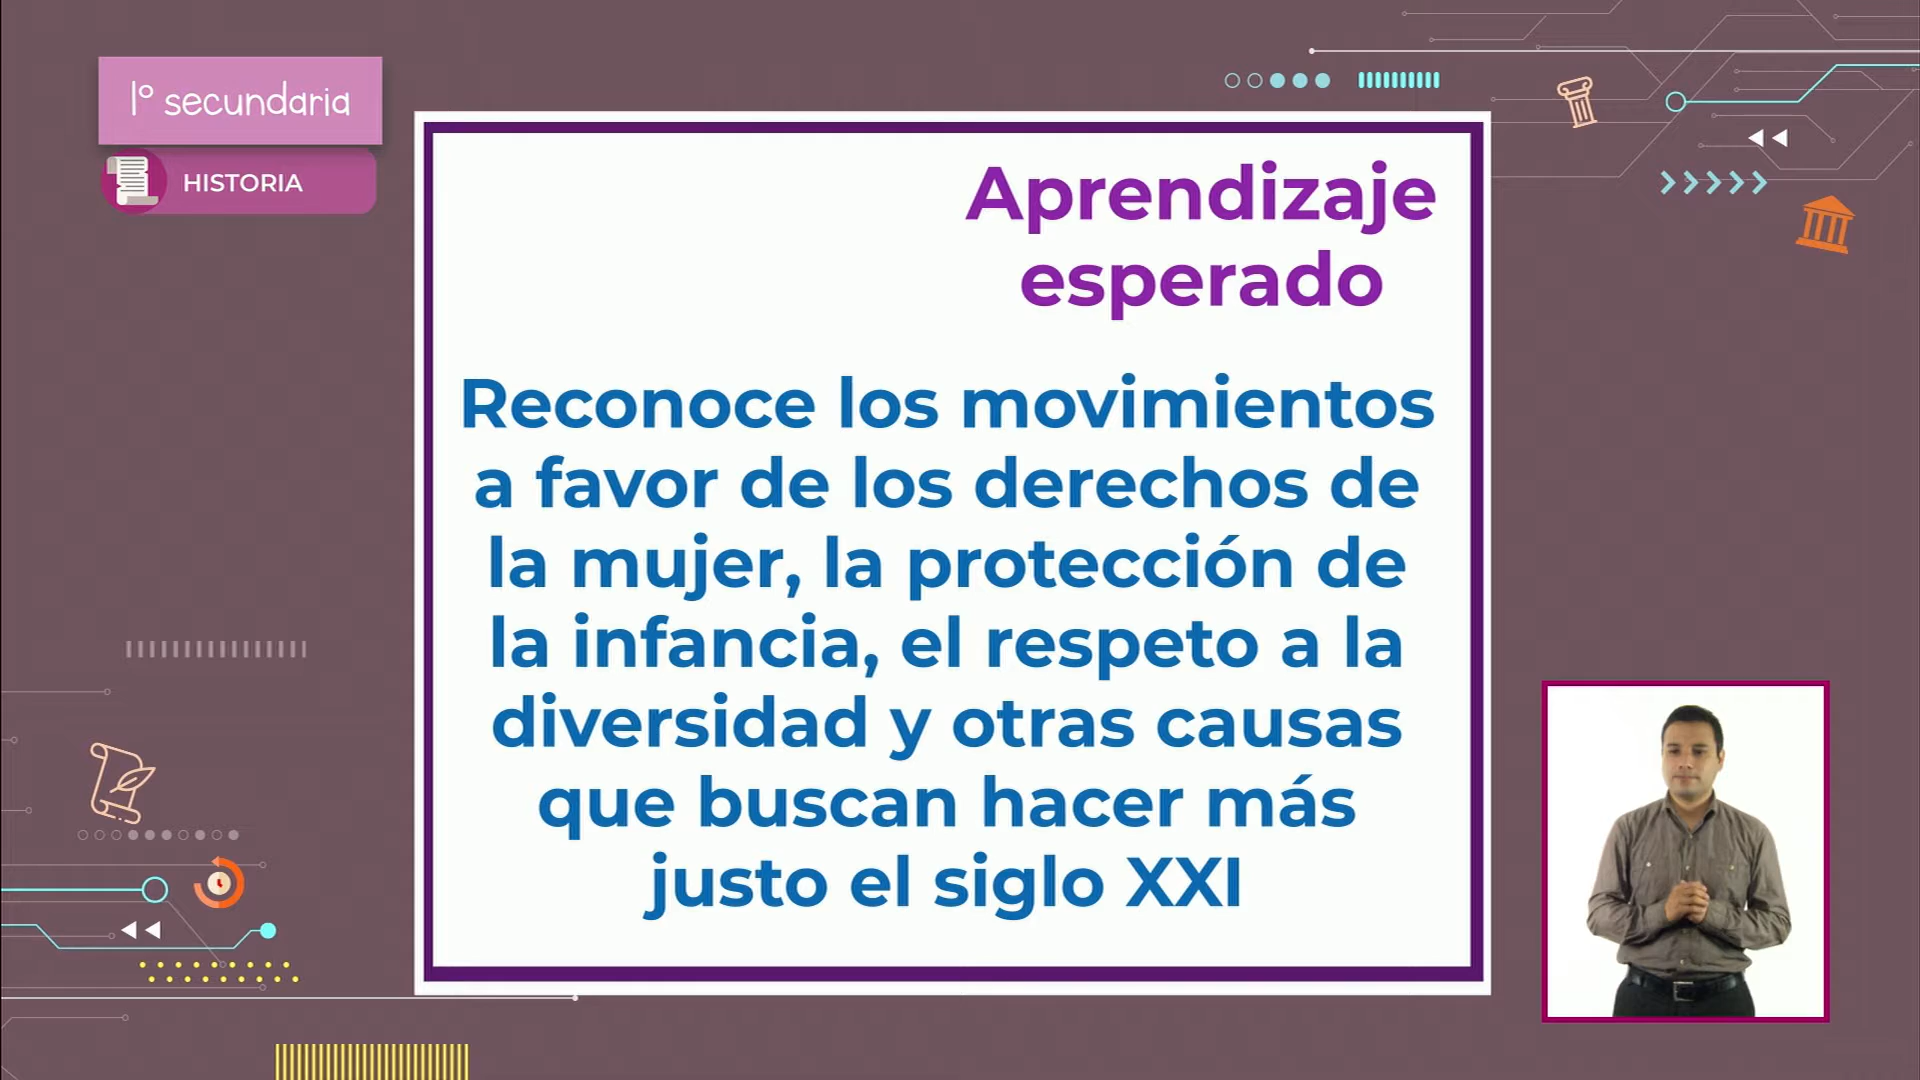 1° secundaria
HISTORIA
Aprendizaje
esperado
Reconoce los movimientos
a favor de los derechos de
la mujer, la protección de
la infancia, el respeto a la
diversidad y otras causas
que buscan hacer más
justo el siglo XXI